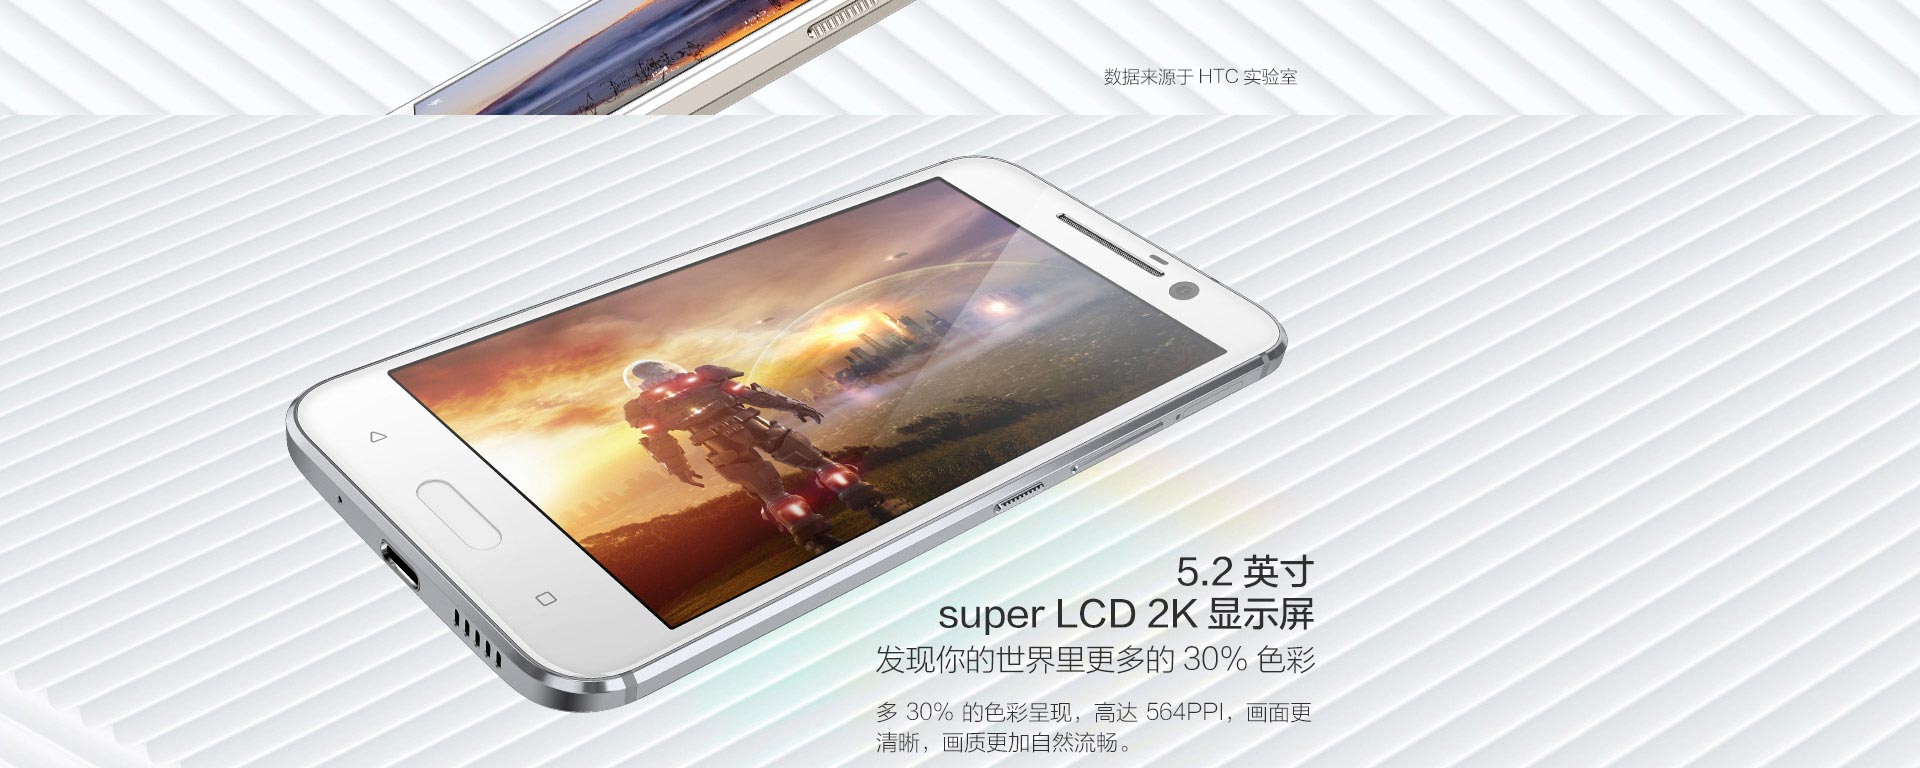 数据来源于 HTC 实验室
5.2 英寸
super LCD 2K 显示屏
发现你的世界里更多的 30% 色彩
多 30% 的色彩呈现，高达 564PPI，画面更
清晰，画质更加自然流畅。